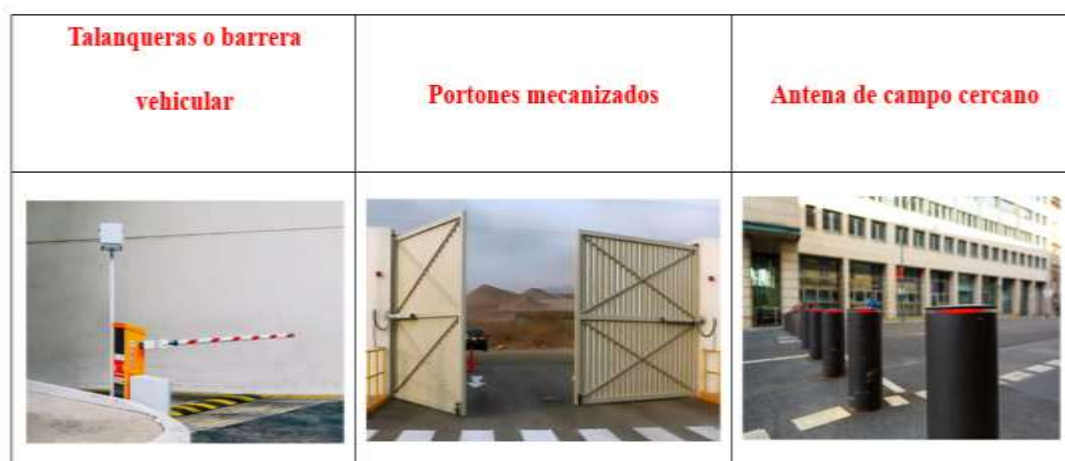 Talanqueras o barrera
vehicular
Portones mecanizados
Antena de campo cercano